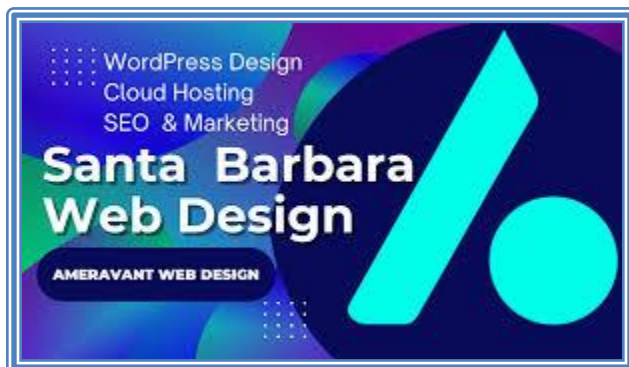 WordPress Design
Cloud Hosting
SEO & Marketing
Santa Barbara
Web Design
AMERAVANT WEB DESIGN